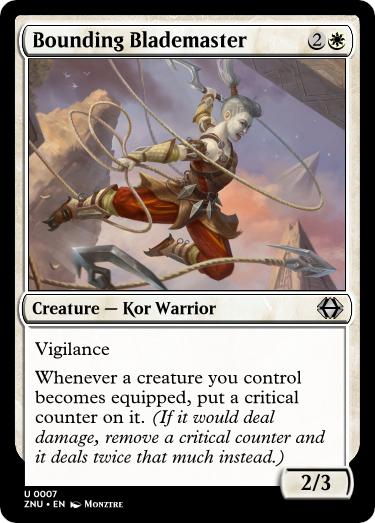 Bounding Blademaster 2
Creature — Kor Warrior
Vigilance
Whenever a creature you control
becomes equipped, put a critical
counter on it. (If it would deal
damage, remove a critical counter and
it deals twice that much instead.)
2/3
U 0007
ZNU • EN Monztre